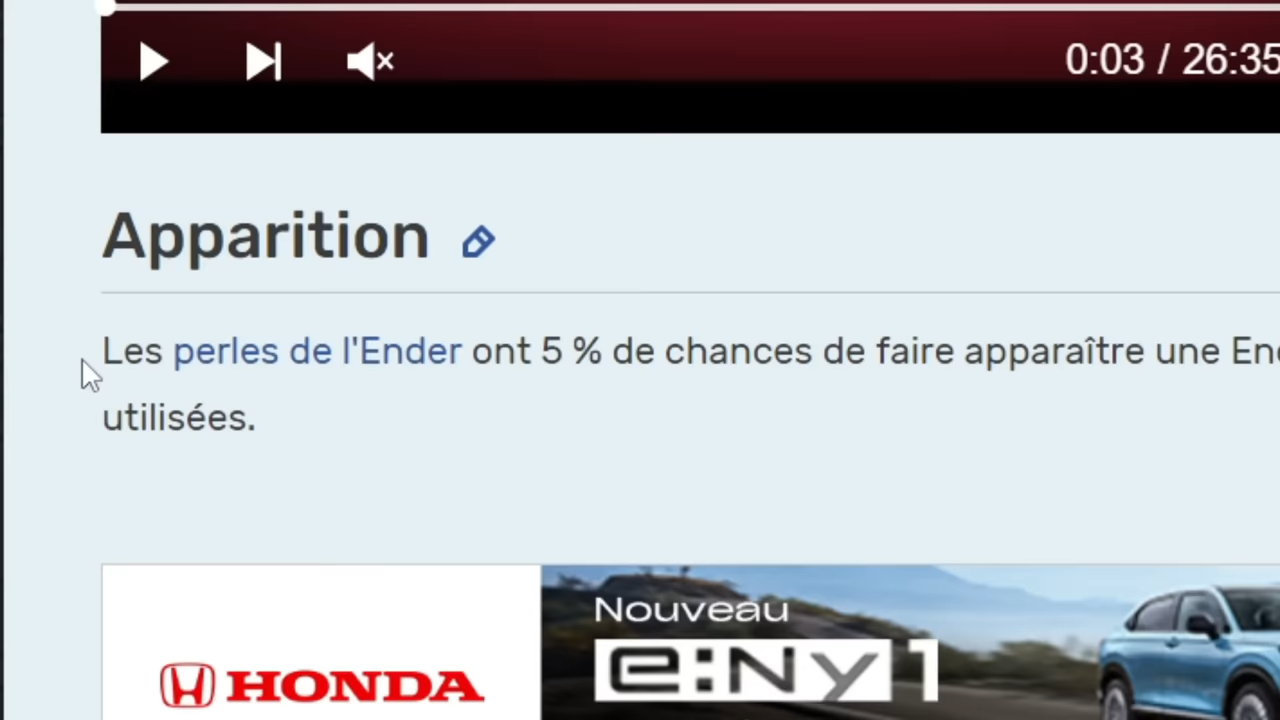 0:03 / 26:35
Apparition
Les perles de l'Ender ont 5 % de chances de faire apparaître une
utilisées.
Nouveau
e:Ny1
HONDA